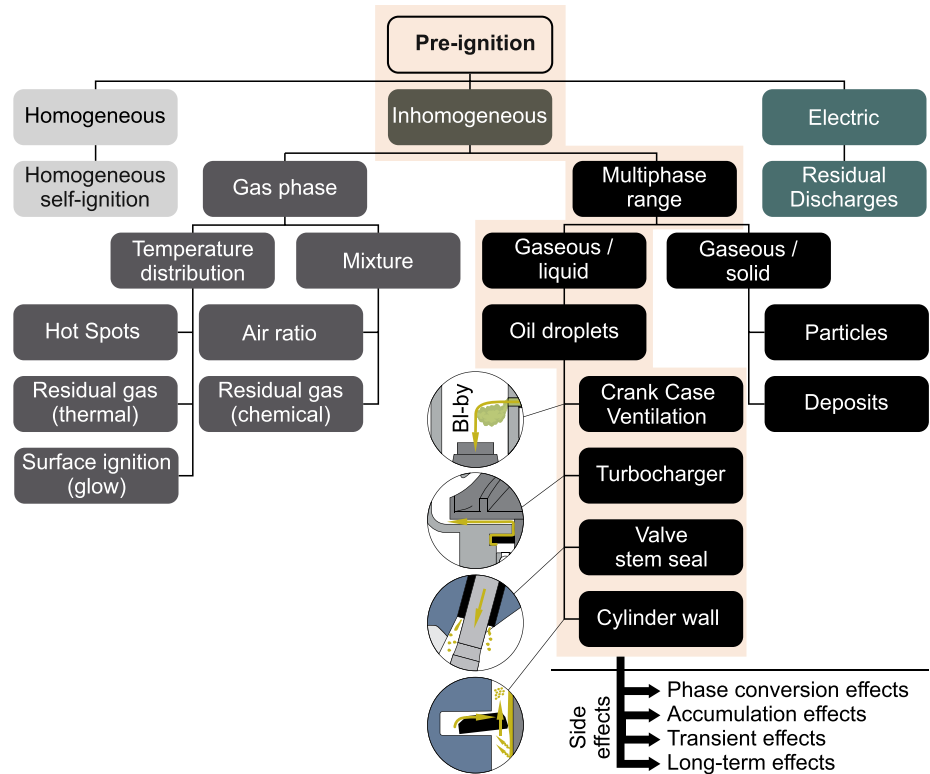 Pre-ignition
Homogeneous
Inhomogeneous
Electric
Homogeneous
self-ignition
Gas phase
Multiphase
range
Residual
Discharges
Temperature
distribution
Mixture
Gaseous /
liquid
Gaseous /
solid
Hot Spots
Air ratio
Oil droplets
Particles
Residual gas
(thermal)
Residual gas
(chemical)
Bl-by
Crank Case
Ventilation
Deposits
Surface ignition
(glow)
Turbocharger
Valve
stem seal
Cylinder wall
Side
effects
Phase conversion effects
Accumulation effects
Transient effects
Long-term effects